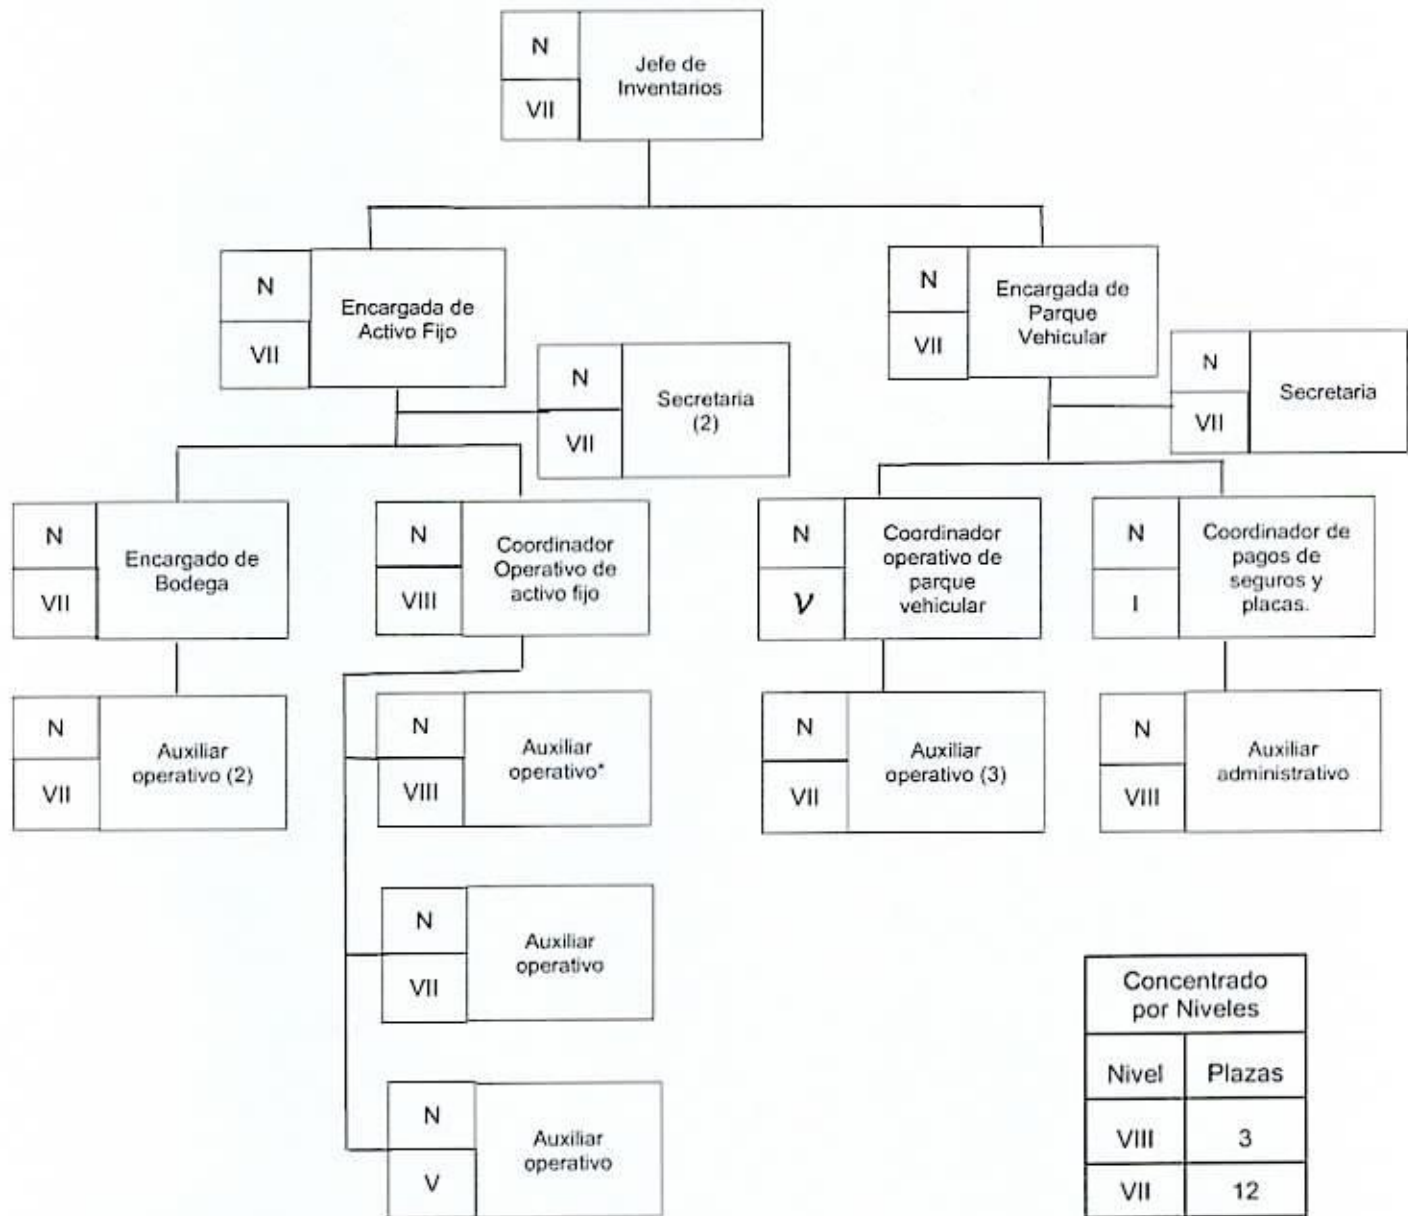 N
VII
Jefe de
Inventarios
N
VII
Encargada de
Activo Fijo
N
VII
Encargada de
Parque
Vehicular
N
VII
Secretaria
(2)
N
VII
Secretaria
N
VII
Encargado de
Bodega
N
VIII
Coordinador
Operativo de
activo fijo
N
V
Coordinador
operativo de
parque
vehicular
N
I
Coordinador de
pagos de
seguros y
placas.
N
VII
Auxiliar
operativo (2)
N
VIII
Auxiliar
operativo*
N
VII
Auxiliar
operativo (3)
N
VIII
Auxiliar
administrativo
N
VII
Auxiliar
operativo
N
V
Auxiliar
operativo
Concentrado
por Niveles
Nivel Plazas
VIII 3
VII 12